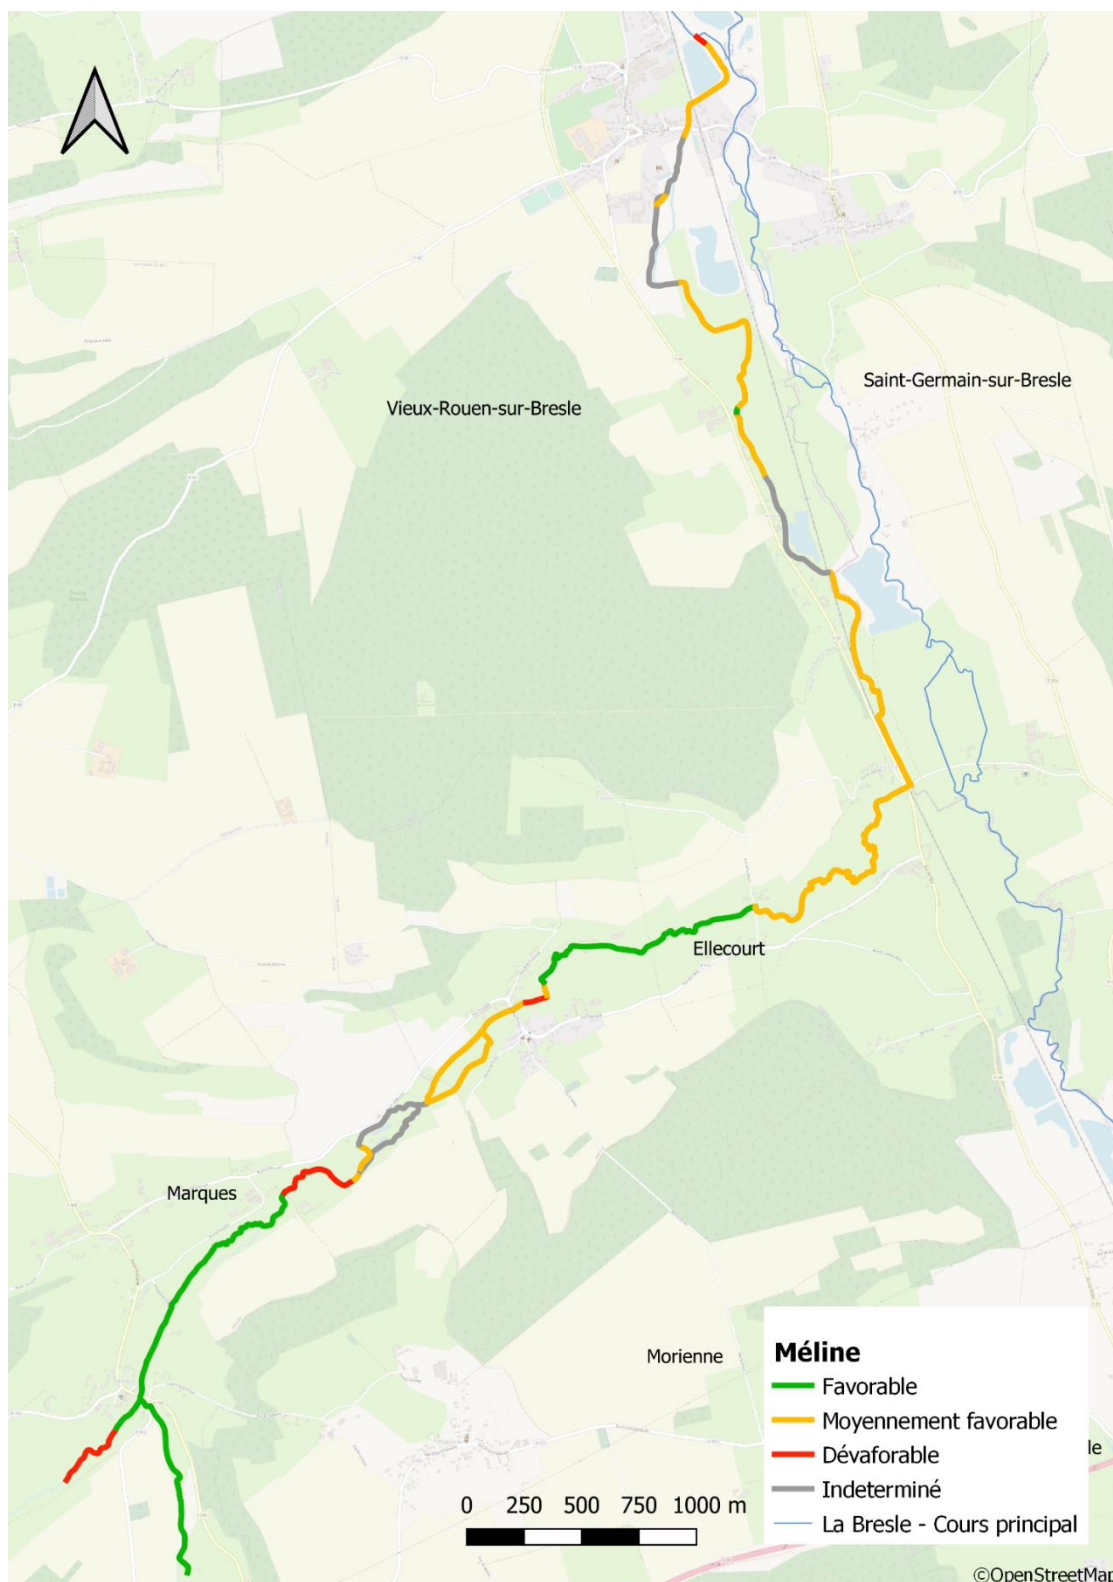 Saint-Germain-sur-Bresle
Vieux-Rouen-sur-Bresle
Ellecourt
Marques
Morienne
Méline
Favorable
Moyennement favorable
Dévaforable
le
Indeterminé
La Bresle - Cours principal
0 250 500 750 1000 m
©OpenStreetMap